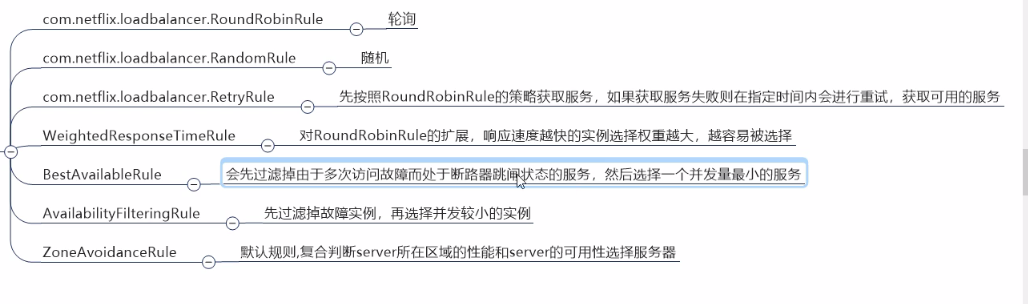 com.netflix.loadbalancer.RoundRobinRule 轮询
com.netflix.loadbalancer.RandomRule 随机
com.netflix.loadbalancer.RetryRule 先按照RoundRobinRule的策略获取服务，如果获取服务失败则在指定时间内会进行重试，获取可用的服务
WeightedResponseTimeRule 对RoundRobinRule的扩展，响应速度越快的实例选择权重越大，越容易被选择
BestAvailableRule 会先过滤掉由于多次访问故障而处于断路器跳闸状态的服务，然后选择一个并发量最小的服务
AvailabilityFilteringRule 先过滤掉故障实例，再选择并发较小的实例
ZoneAvoidanceRule 默认规则,复合判断server所在区域的性能和server的可用性选择服务器